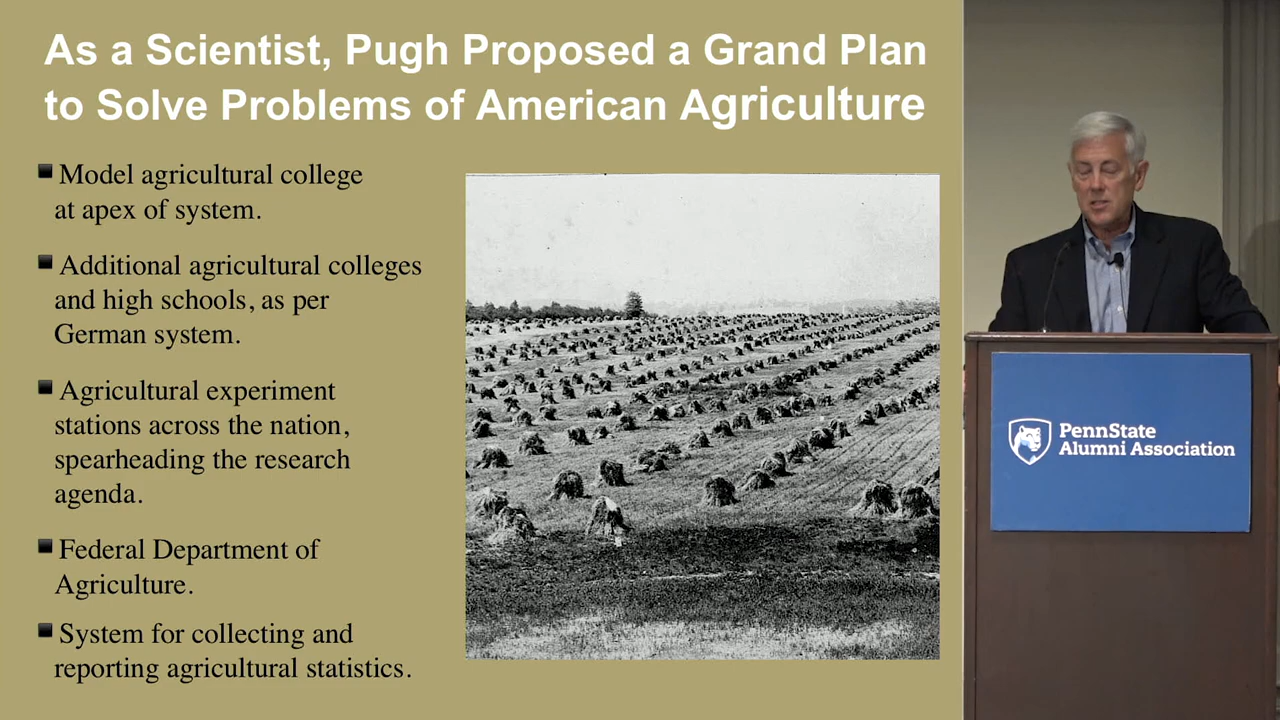 As a Scientist, Pugh Proposed a Grand Plan
to Solve Problems of American Agriculture
Model agricultural college
at apex of system.
Additional agricultural colleges
and high schools, as per
German system.
Agricultural experiment
stations across the nation,
spearheading the research
agenda.
Federal Department of
Agriculture.
System for collecting and
reporting agricultural statistics.
PennState
Alumni Association